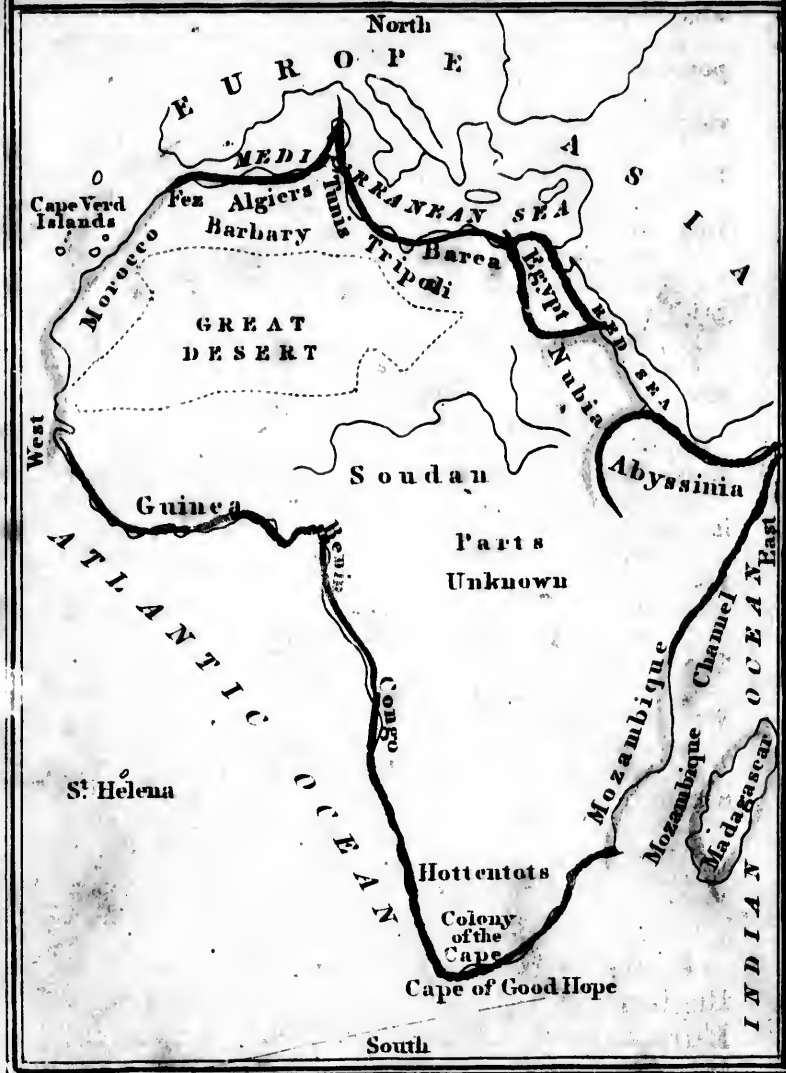 North
EUROPE
ASIA
MEDI
RRANEAN SEA
Cape Verd
Islands
Fez
Algiers
Barbary
Tunis
Tripoli
Barca
Egypt
Morocco
GREAT
DESERT
RED SEA
Nubia
West
Soudan
Abyssinia
Guinea
Benin
Parts
Unknown
East
ATLANTIC OCEAN
Congo
Mozambique
Mozambique Channel
INDIAN OCEAN
Madagascar
St. Helena
Hottentots
Colony
of the
Cape
Cape of Good Hope
South